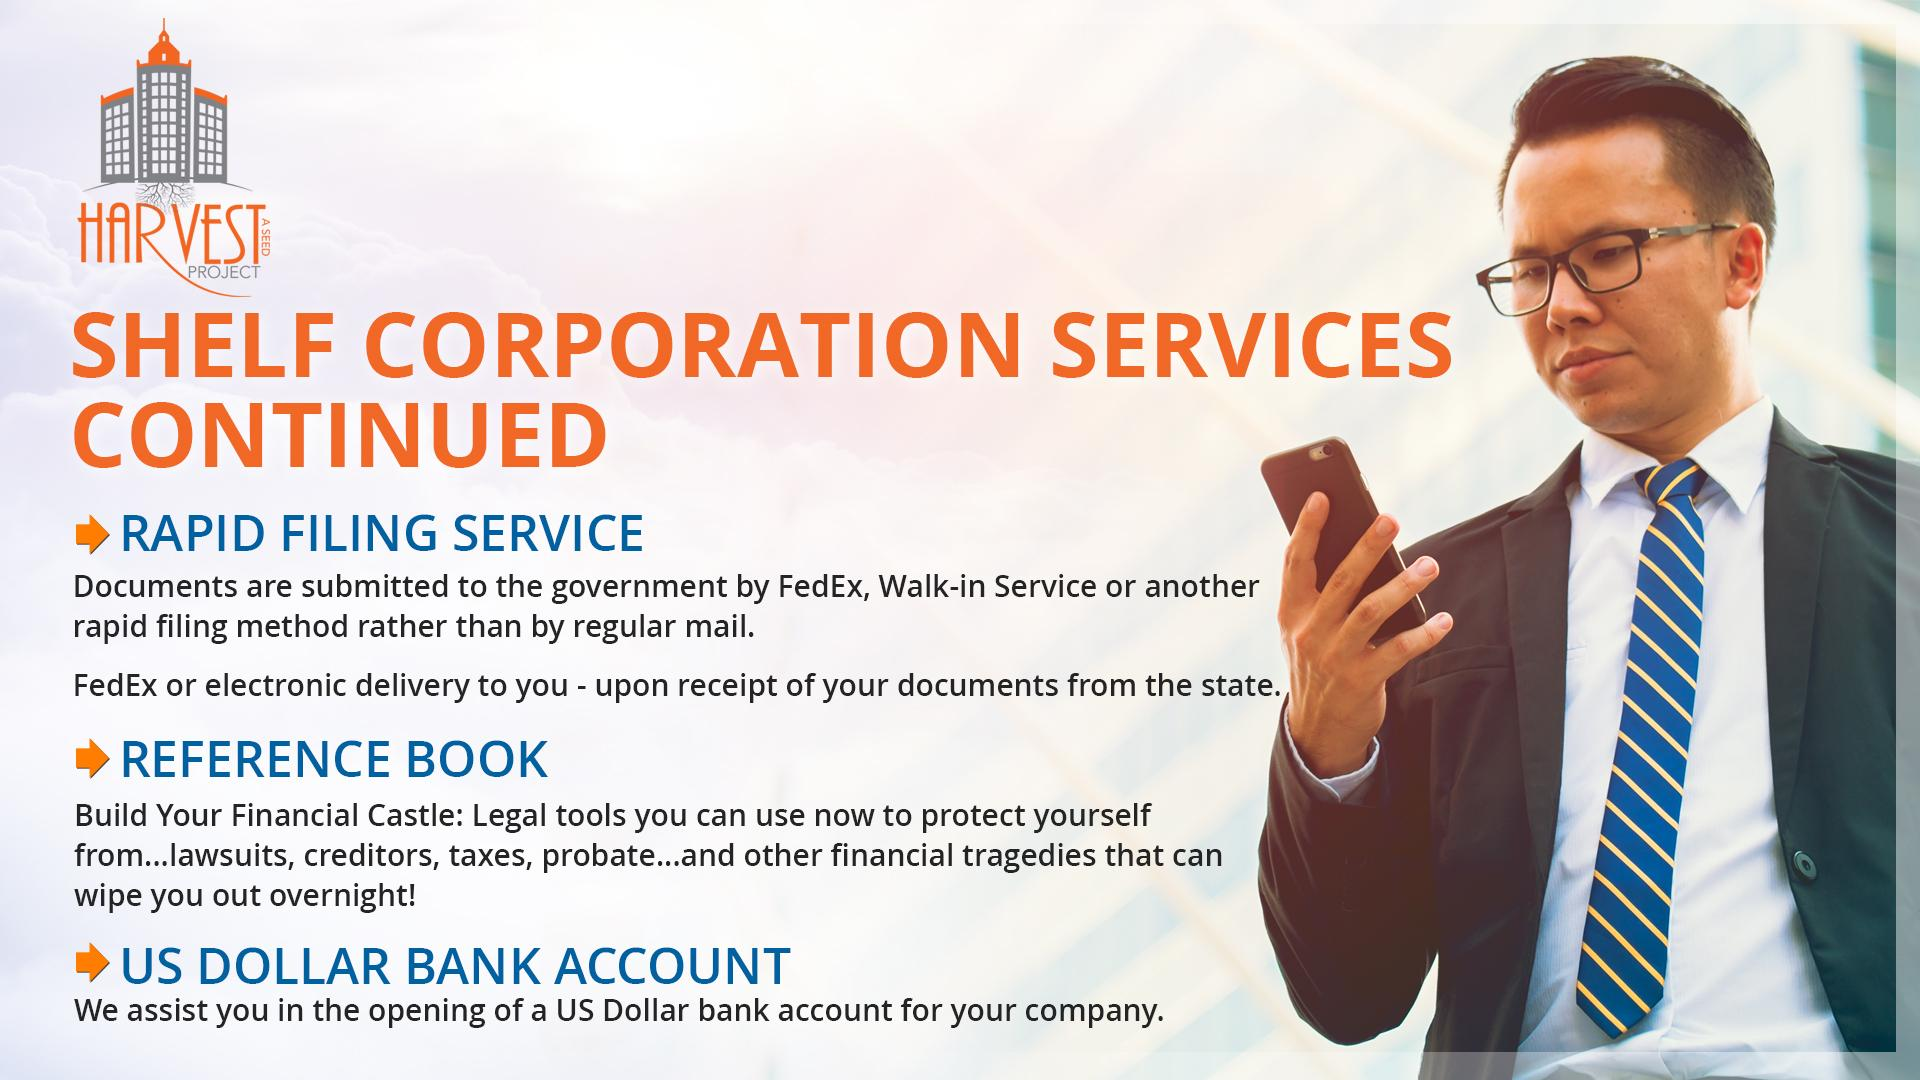 HARVEST
A SEED
PROJECT
SHELF CORPORATION SERVICES
CONTINUED
RAPID FILING SERVICE
Documents are submitted to the government by FedEx, Walk-in Service or another
rapid filing method rather than by regular mail.
FedEx or electronic delivery to you - upon receipt of your documents from the state.
REFERENCE BOOK
Build Your Financial Castle: Legal tools you can use now to protect yourself
from...lawsuits, creditors, taxes, probate...and other financial tragedies that can
wipe you out overnight!
US DOLLAR BANK ACCOUNT
We assist you in the opening of a US Dollar bank account for your company.